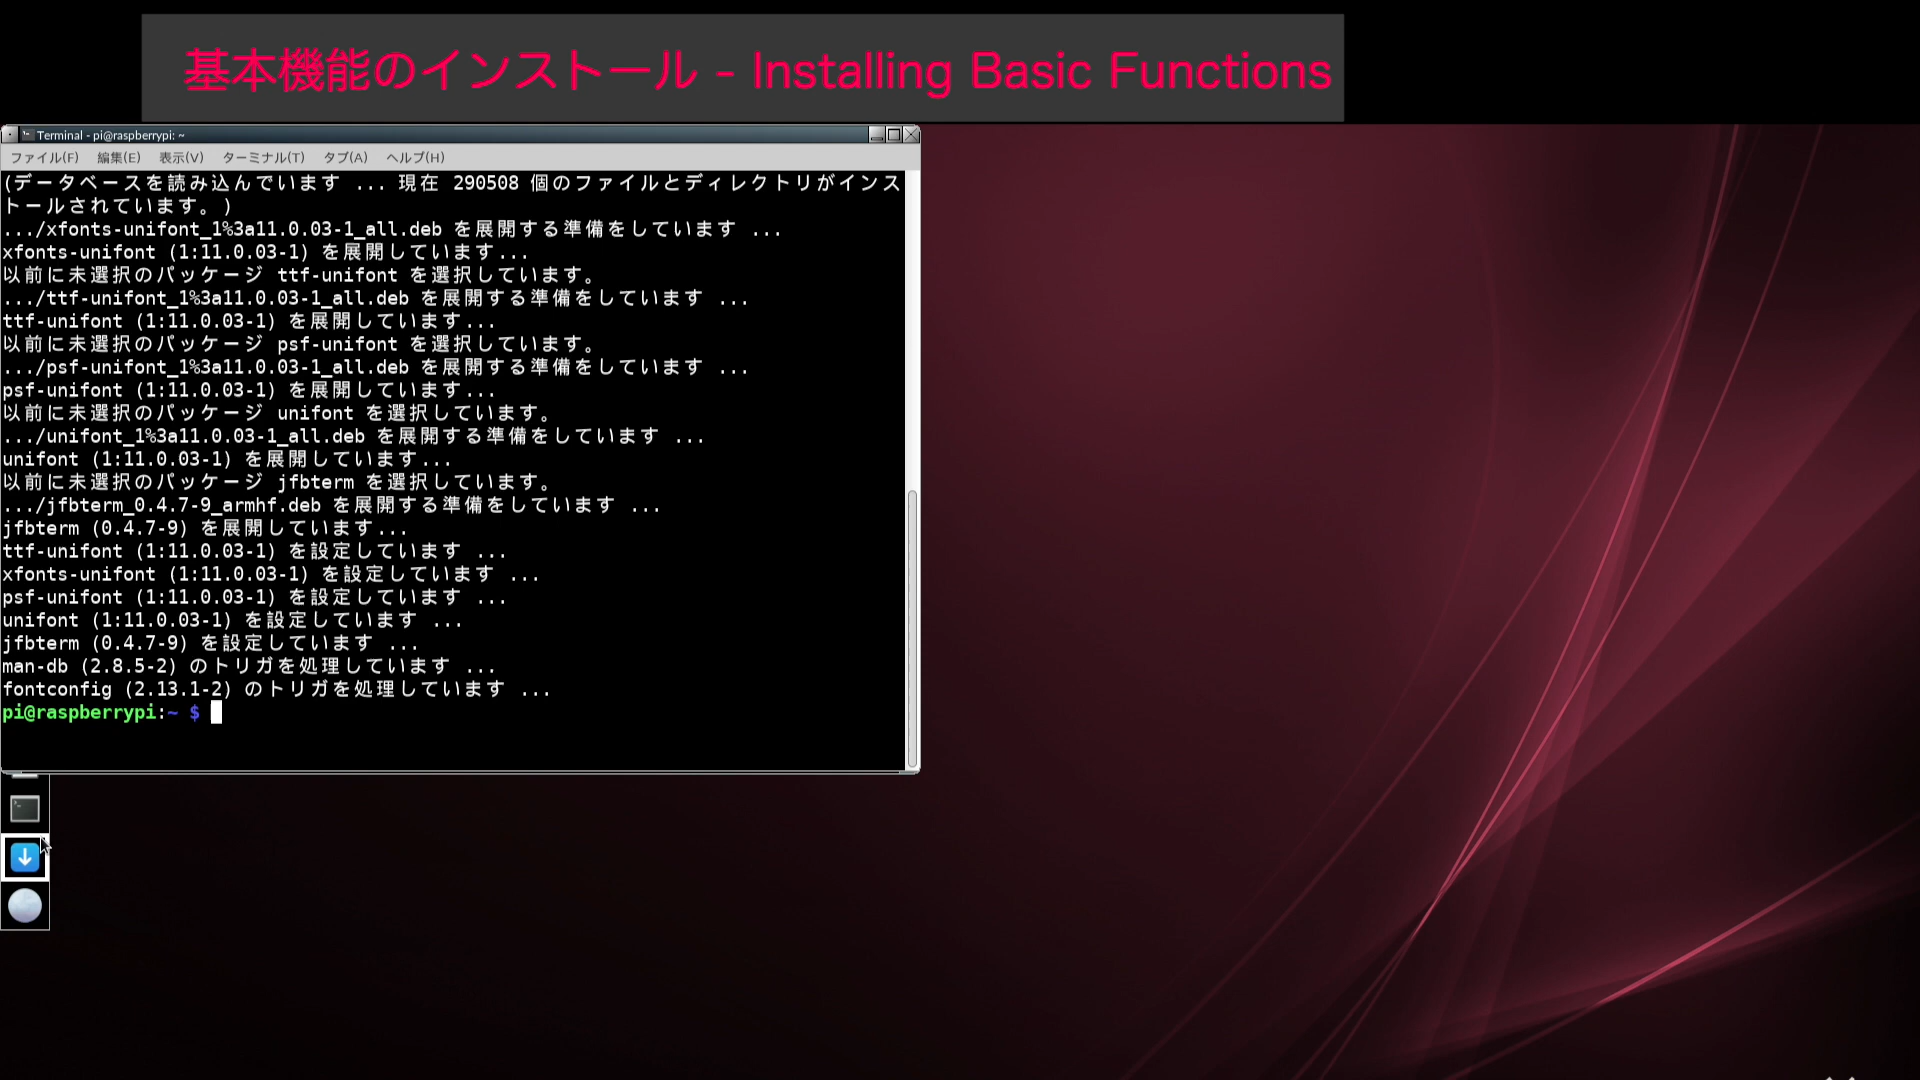 基本機能のインストール - Installing Basic Functions
Terminal - pi@raspberrypi: ~
ファイル(F) 編集(E) 表示(V) ターミナル(T) タブ(A) ヘルプ(H)
(データベースを読み込んでいます ... 現在 290508 個のファイルとディレクトリがインス
トールされています。)
.../xfonts-unifont_1%3a11.0.03-1_all.deb を展開する準備をしています ...
xfonts-unifont (1:11.0.03-1) を展開しています...
以前に未選択のパッケージ ttf-unifont を選択しています。
.../ttf-unifont_1%3a11.0.03-1_all.deb を展開する準備をしています ...
ttf-unifont (1:11.0.03-1) を展開しています...
以前に未選択のパッケージ psf-unifont を選択しています。
.../psf-unifont_1%3a11.0.03-1_all.deb を展開する準備をしています ...
psf-unifont (1:11.0.03-1) を展開しています...
以前に未選択のパッケージ unifont を選択しています。
.../unifont_1%3a11.0.03-1_all.deb を展開する準備をしています ...
unifont (1:11.0.03-1) を展開しています...
以前に未選択のパッケージ jfbterm を選択しています。
.../jfbterm_0.4.7-9_armhf.deb を展開する準備をしています ...
jfbterm (0.4.7-9) を展開しています...
ttf-unifont (1:11.0.03-1) を設定しています ...
xfonts-unifont (1:11.0.03-1) を設定しています ...
psf-unifont (1:11.0.03-1) を設定しています ...
unifont (1:11.0.03-1) を設定しています ...
jfbterm (0.4.7-9) を設定しています ...
man-db (2.8.5-2) のトリガを処理しています ...
fontconfig (2.13.1-2) のトリガを処理しています ...
pi@raspberrypi:~ $